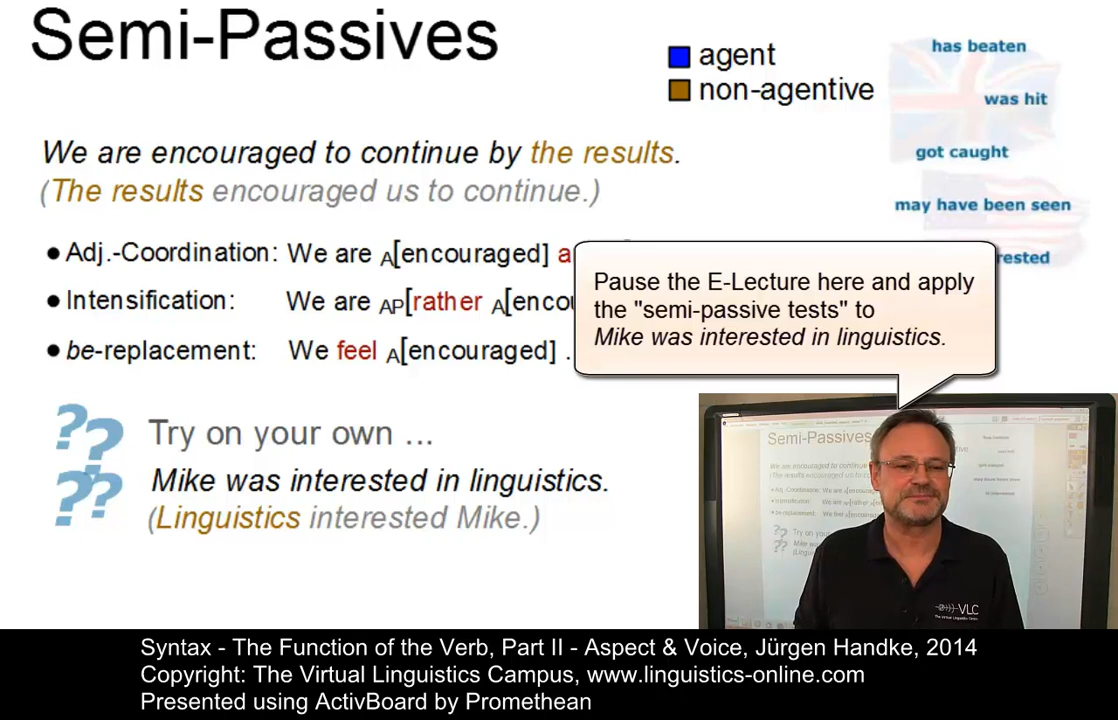 Semi-Passives
agent
non-agentive
has beaten
was hit
got caught
may have been seen
rested
We are encouraged to continue by the results.
(The results encouraged us to continue.)
• Adj.-Coordination: We are A[encouraged] a
• Intensification: We are AP[rather A[encou
• be-replacement: We feel A[encouraged] .
Pause the E-Lecture here and apply
the "semi-passive tests" to
Mike was interested in linguistics.
??
??
Try on your own ...
Mike was interested in linguistics.
(Linguistics interested Mike.)
Semi-Passives
VLC
The Virtual Linguistics Campus
Syntax - The Function of the Verb, Part II - Aspect & Voice, Jürgen Handke, 2014
Copyright: The Virtual Linguistics Campus, www.linguistics-online.com
Presented using ActivBoard by Promethean